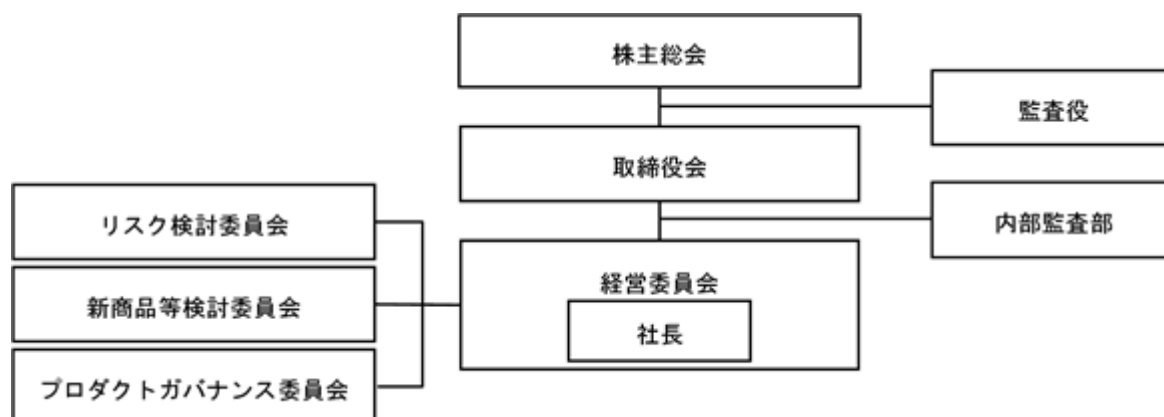 株主総会
監査役
取締役会
リスク検討委員会
内部監査部
経営委員会
新商品等検討委員会
社長
プロダクトガバナンス委員会